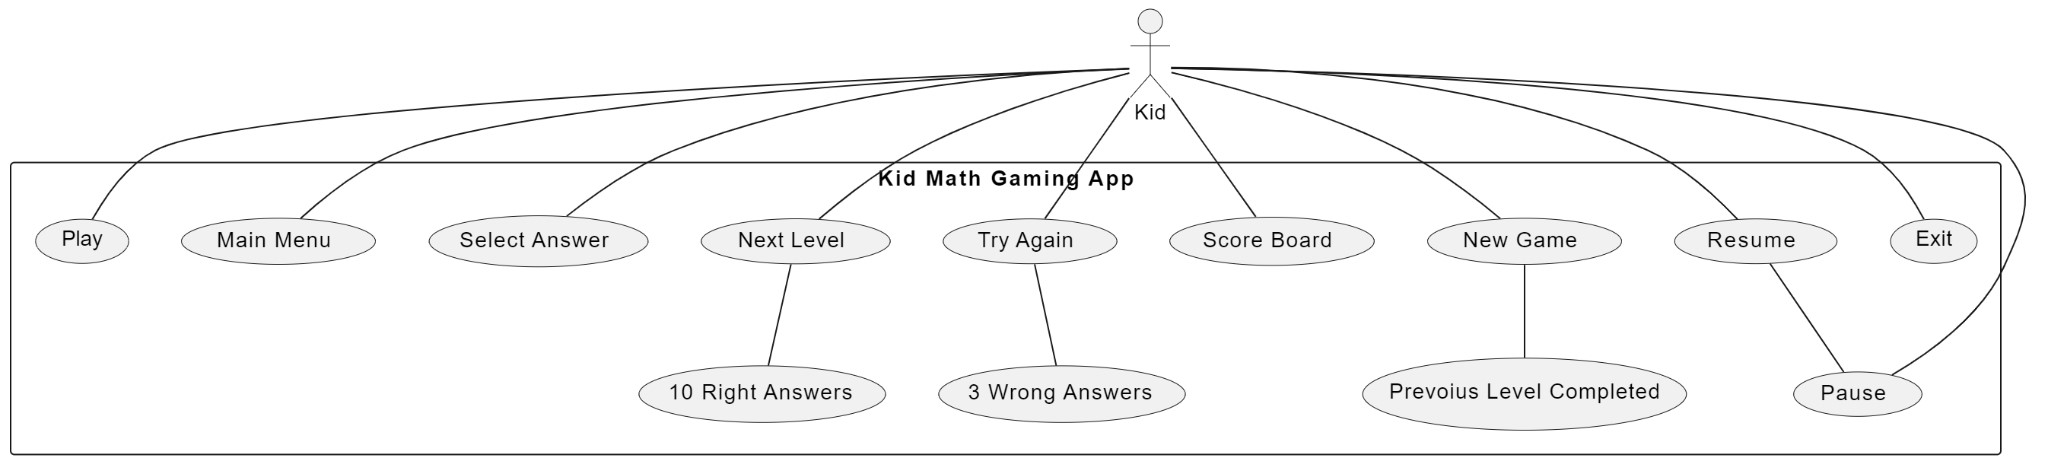 Kid
Kid Math Gaming App
Play
Main Menu
Select Answer
Next Level
Try Again
Score Board
New Game
Resume
Exit
10 Right Answers
3 Wrong Answers
Prevoius Level Completed
Pause